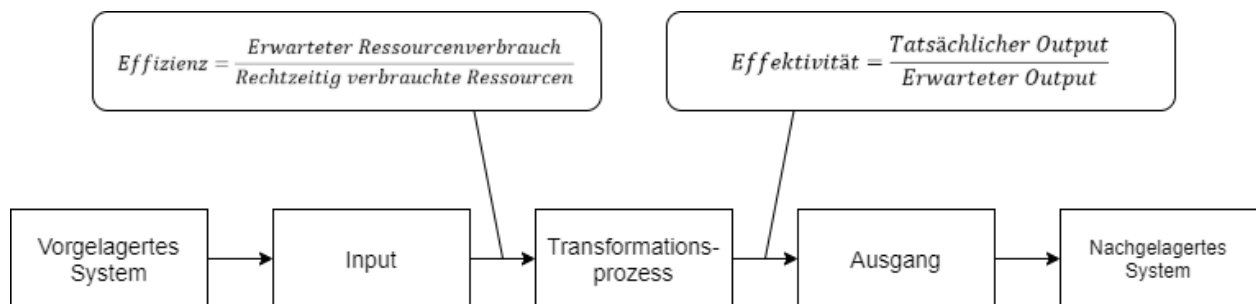 Effizienz = Erwarteter Ressourcenverbrauch / Rechtzeitig verbrauchte Ressourcen
Effektivität = Tatsächlicher Output / Erwarteter Output
Vorgelagertes
System
Input
Transformations-
prozess
Ausgang
Nachgelagertes
System